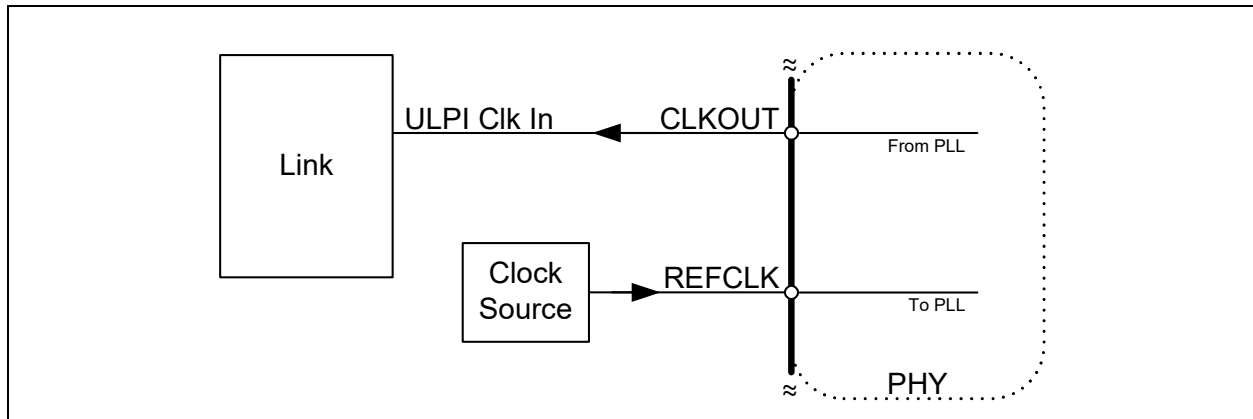 ULPI Clk In
CLKOUT
From PLL
Link
Clock
Source
REFCLK
To PLL
PHY